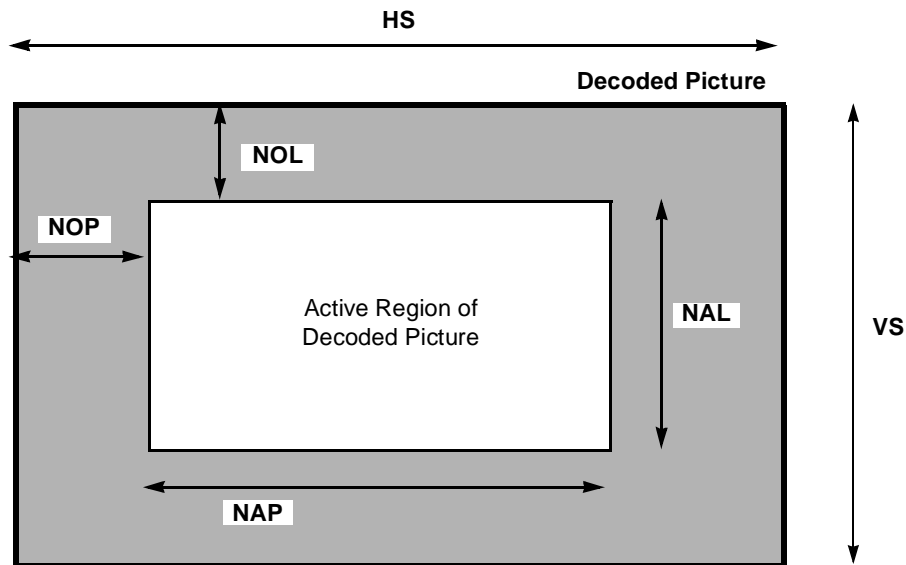 HS
Decoded Picture
NOL
NOP
Active Region of
Decoded Picture
NAL
VS
NAP